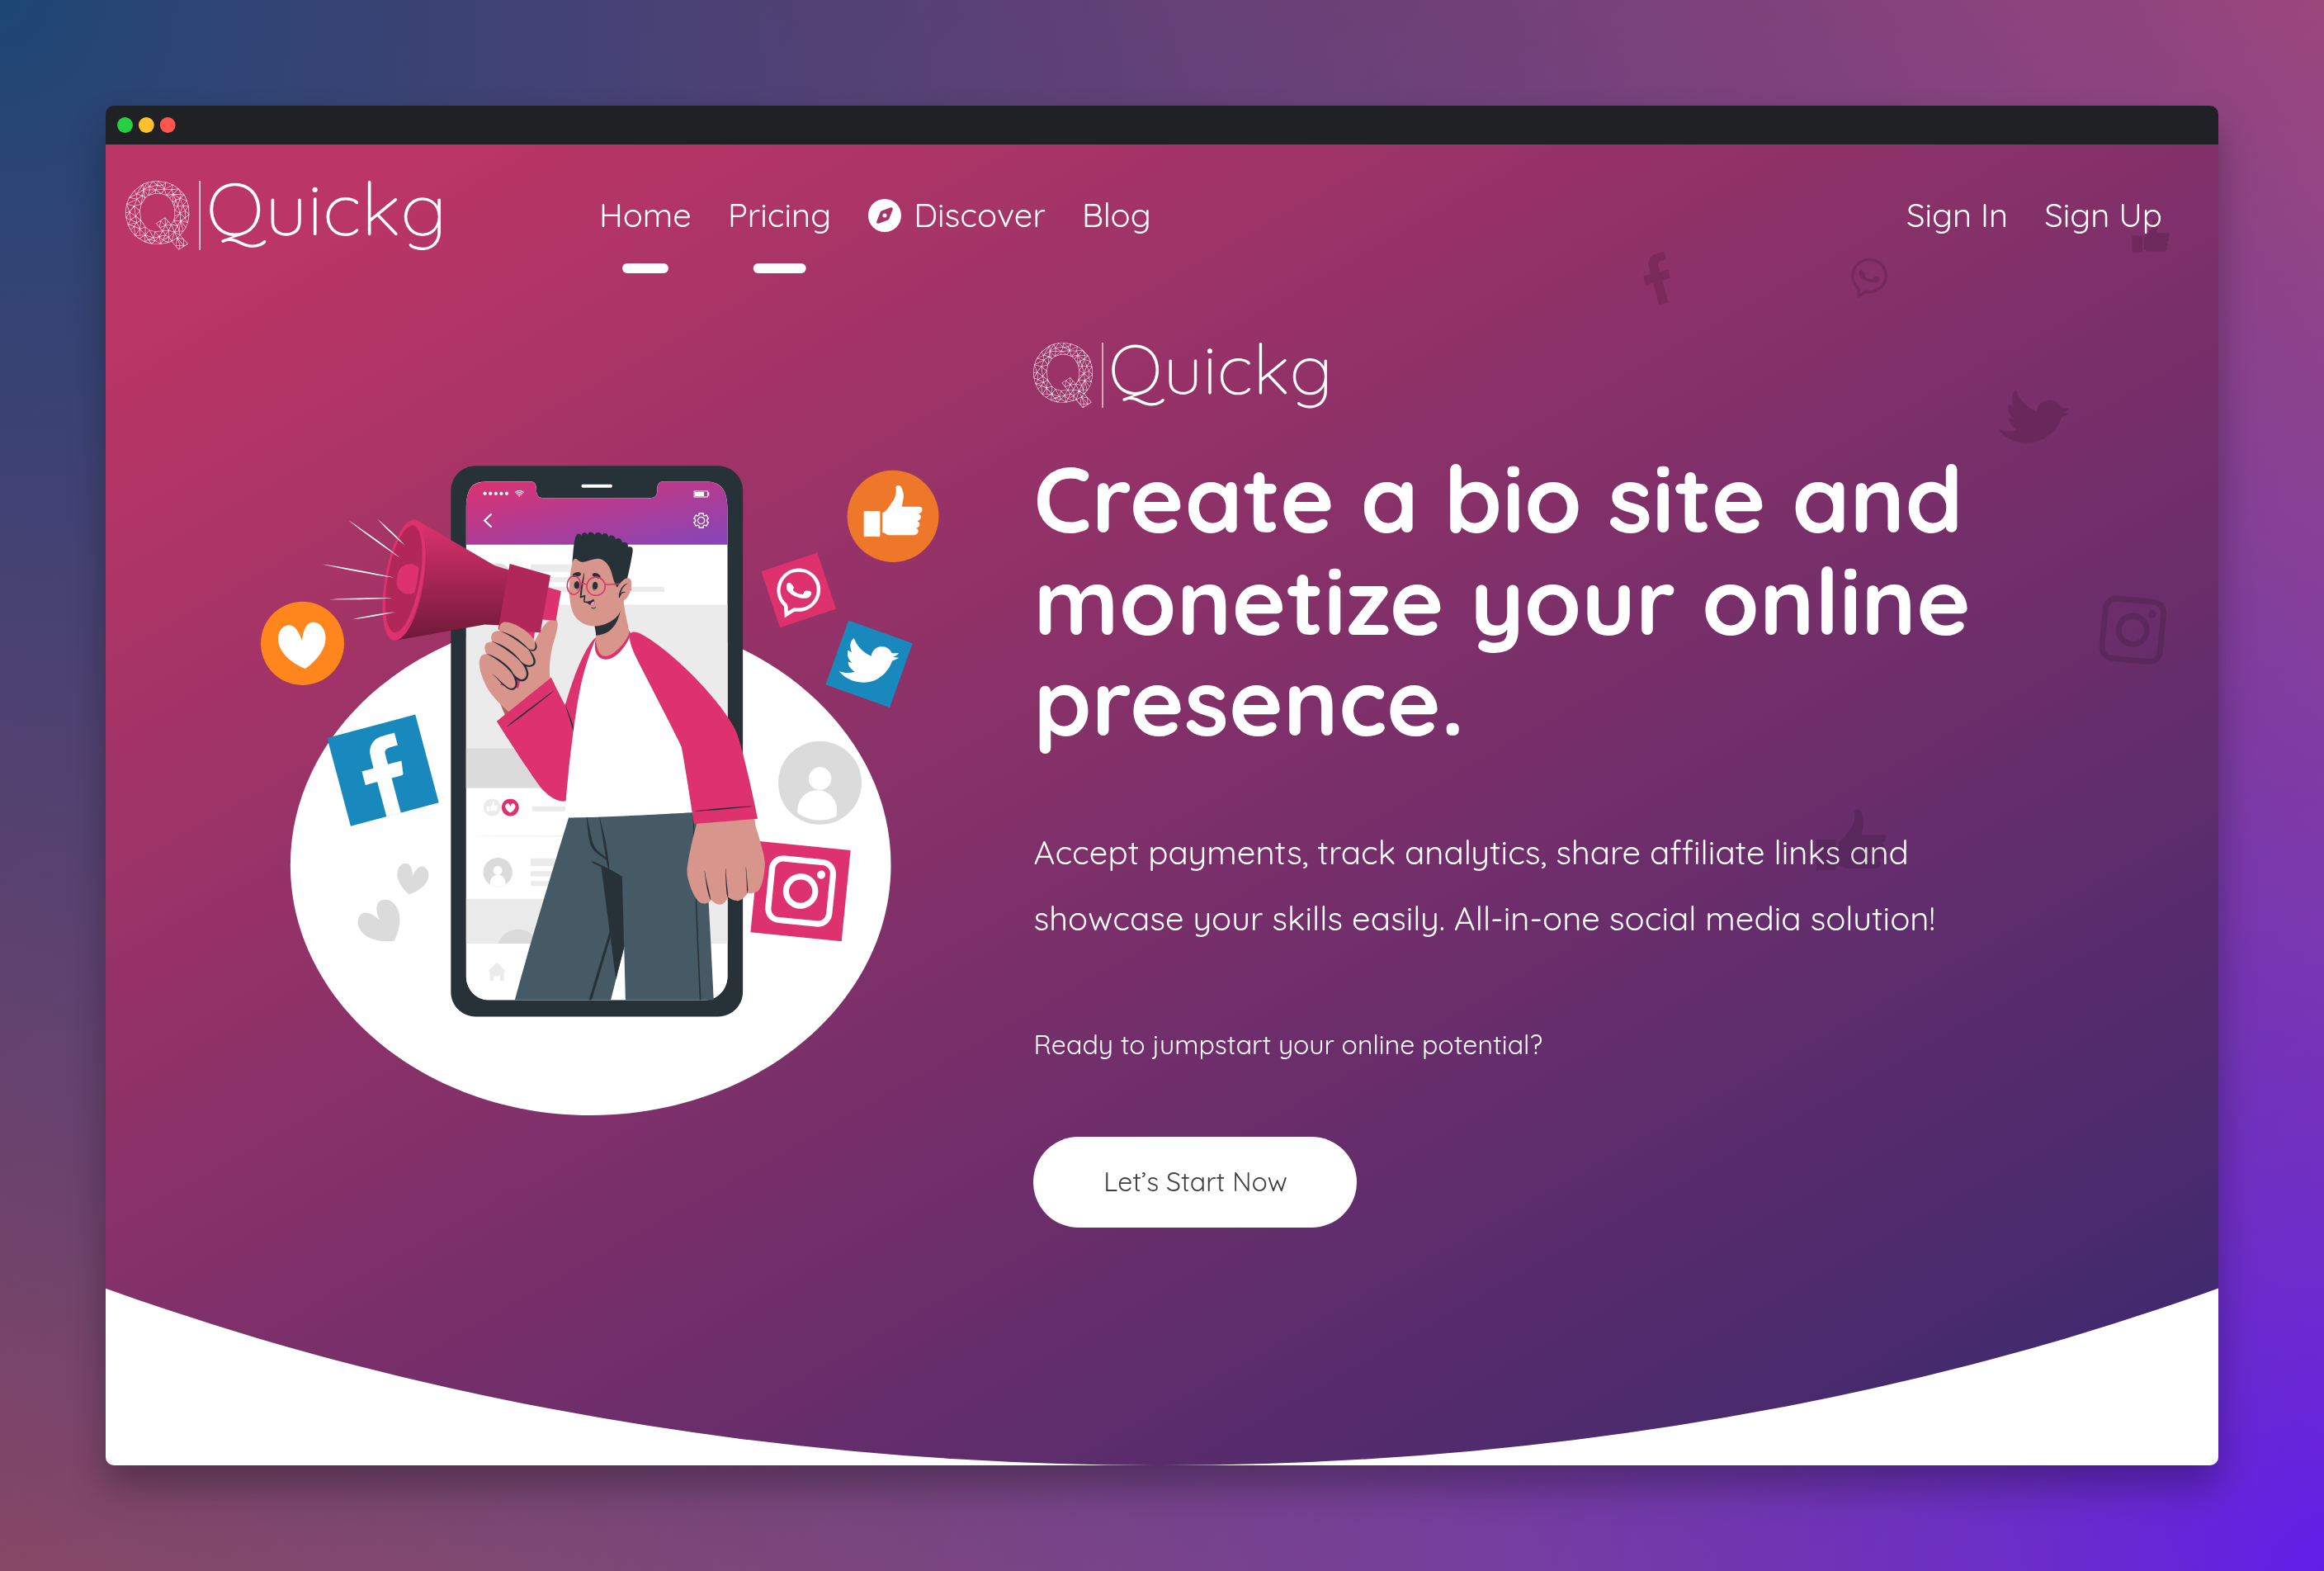 Quickg
Home Pricing Discover Blog
Sign In Sign Up
Quickg
Create a bio site and
monetize your online
presence.
Accept payments, track analytics, share affiliate links and
showcase your skills easily. All-in-one social media solution!
Ready to jumpstart your online potential?
Let’s Start Now